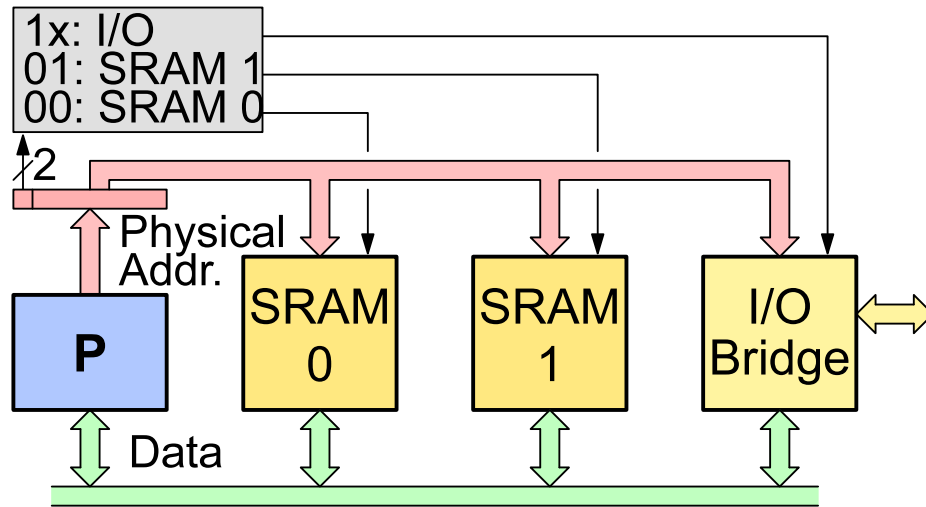 1x: I/O
01: SRAM 1
00: SRAM 0
2
Physical
Addr.
P
SRAM
0
SRAM
1
I/O
Bridge
Data